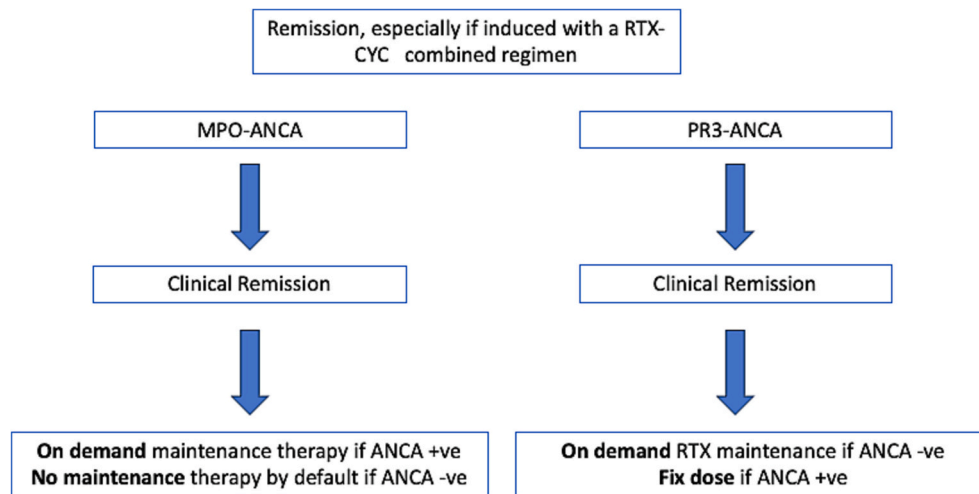 Remission, especially if induced with a RTX-
CYC combined regimen
MPO-ANCA
PR3-ANCA
Clinical Remission
Clinical Remission
On demand maintenance therapy if ANCA +ve
No maintenance therapy by default if ANCA -ve
On demand RTX maintenance if ANCA -ve
Fix dose if ANCA +ve